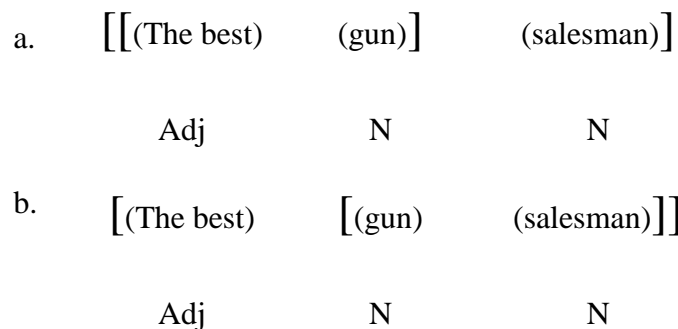 a. [[(The best) (gun)] (salesman)]
Adj N N
b. [(The best) [(gun) (salesman)]]
Adj N N